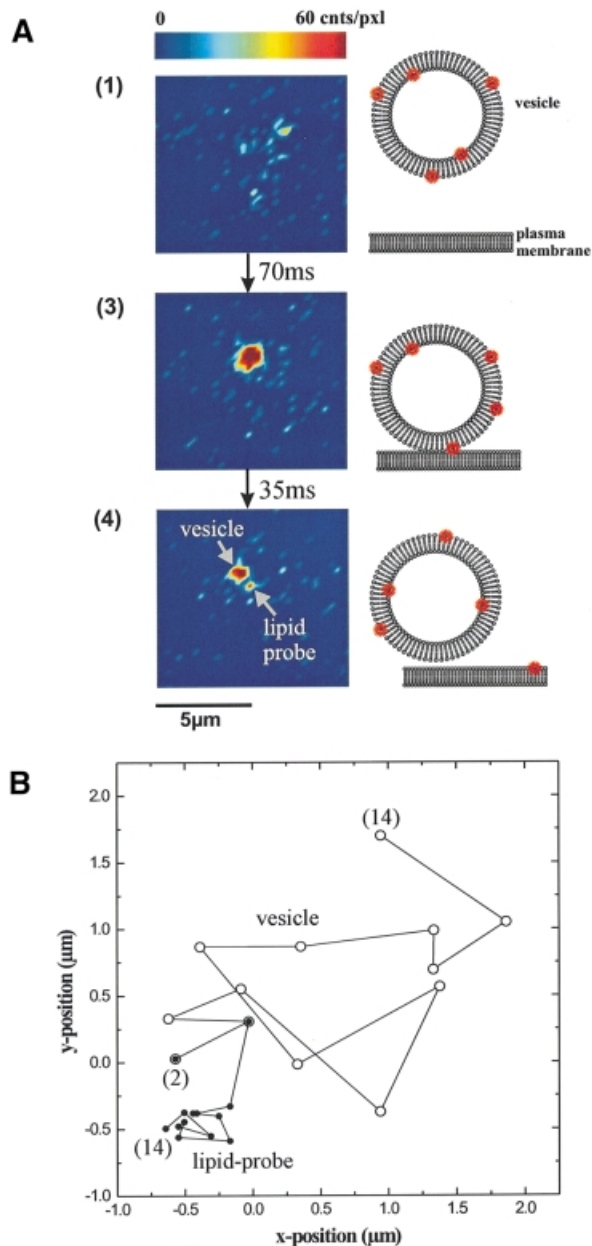 A
0 60 cnts/pxl
(1)
vesicle
plasma
membrane
70ms
(3)
35ms
(4)
vesicle
lipid
probe
5µm
B
2.0
1.5
1.0
0.5
0.0
-0.5
-1.0
y-position (µm)
(14)
vesicle
(2)
(14)
lipid-probe
-1.0 -0.5 0.0 0.5 1.0 1.5 2.0
x-position (µm)